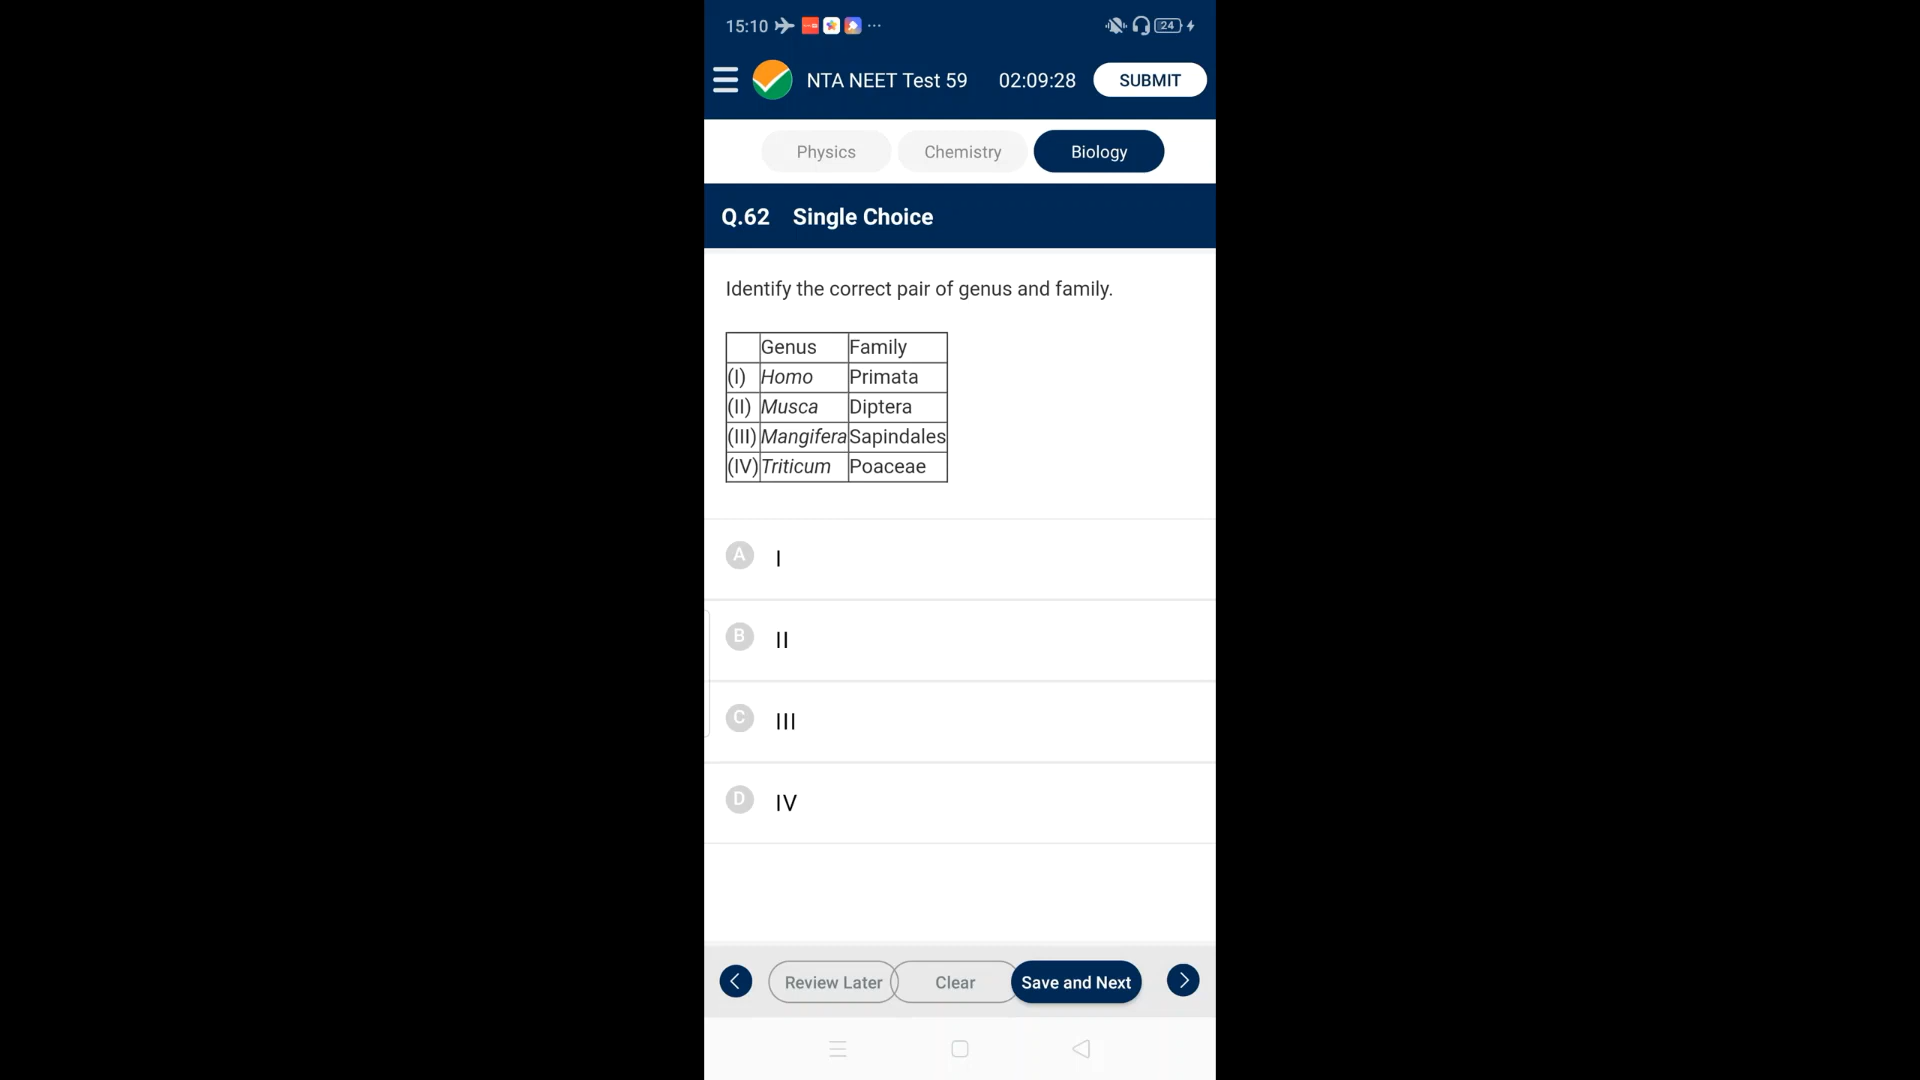 15:10 24
NTA NEET Test 59 02:09:28 SUBMIT
Physics Chemistry Biology
Q.62 Single Choice
Identify the correct pair of genus and family.
Genus Family
(I) Homo Primata
(II) Musca Diptera
(III) Mangifera Sapindales
(IV) Triticum Poaceae
A I
B II
C III
D IV
Review Later Clear Save and Next